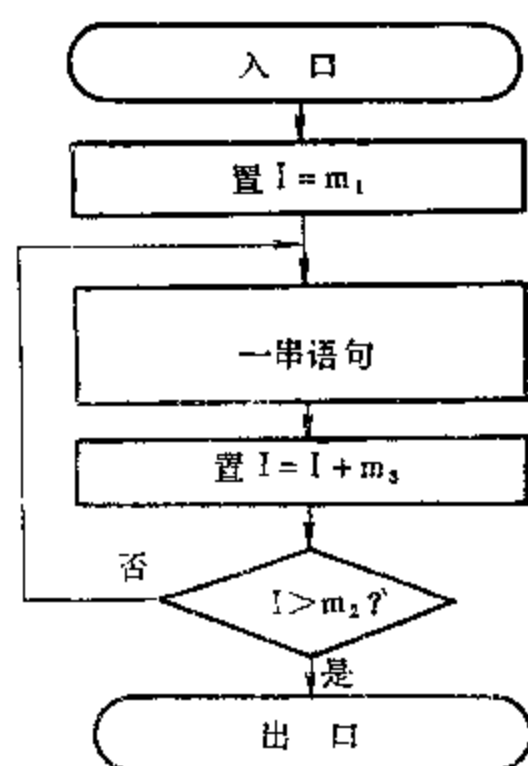 入 口
置 I = m₁
一串语句
置 I = I + m₃
否
I > m₂ ?
是
出 口